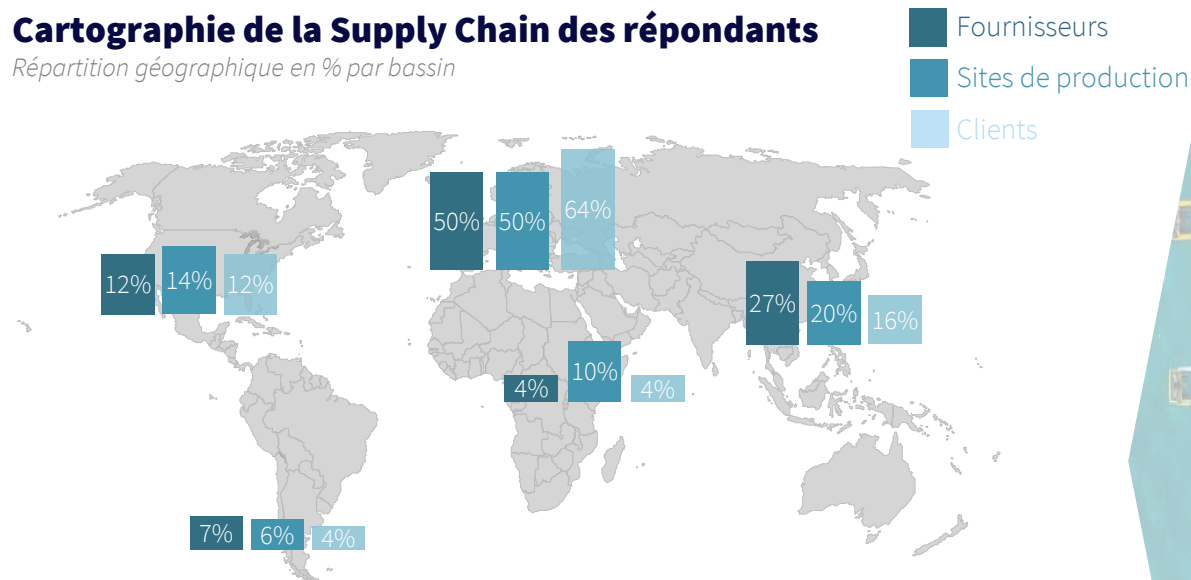 Cartographie de la Supply Chain des répondants
Répartition géographique en % par bassin
Fournisseurs
Sites de production
Clients
50% 50% 64%
12% 14% 12%
27% 20% 16%
4% 10% 4%
7% 6% 4%